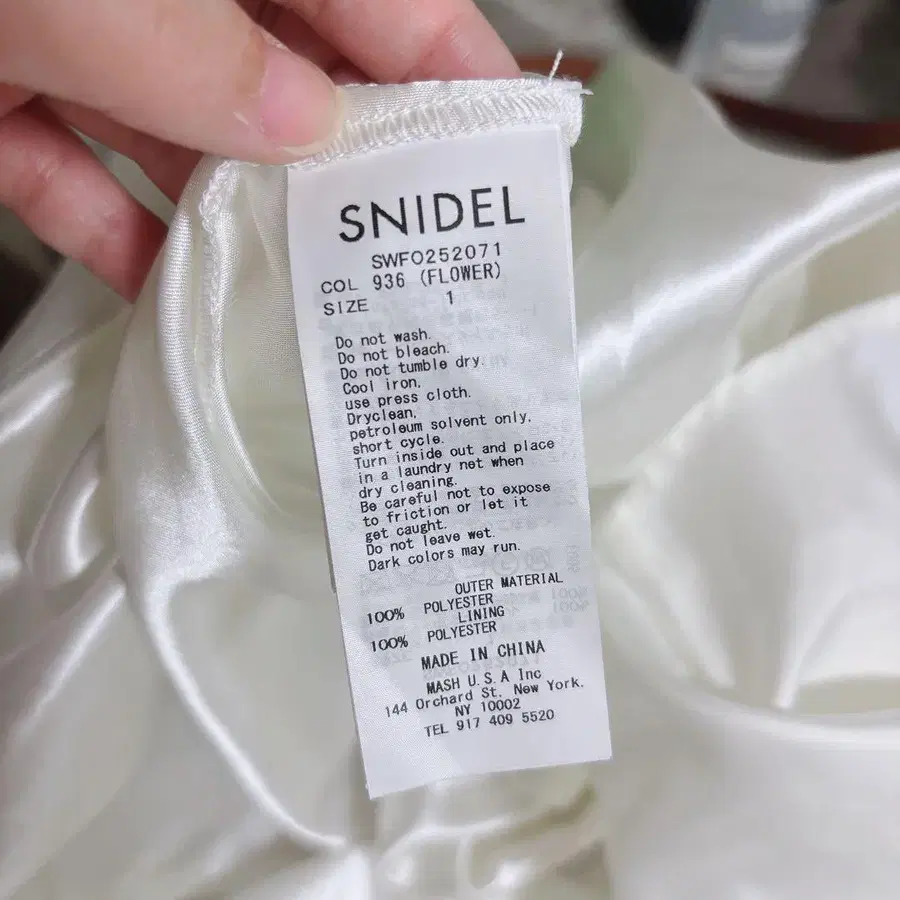 SNIDEL
SWFO252071
COL 936 (FLOWER)
SIZE 1
Do not wash.
Do not bleach.
Do not tumble dry.
Cool iron,
use press cloth.
Dryclean,
petroleum solvent only,
short cycle.
Turn inside out and place
in a laundry net when
dry cleaning.
Be careful not to expose
to friction or let it
get caught.
Do not leave wet.
Dark colors may run.
OUTER MATERIAL
100% POLYESTER
LINING
100% POLYESTER
MADE IN CHINA
MASH U.S.A Inc
144 Orchard St. New York.
NY 10002
TEL 917 409 5520